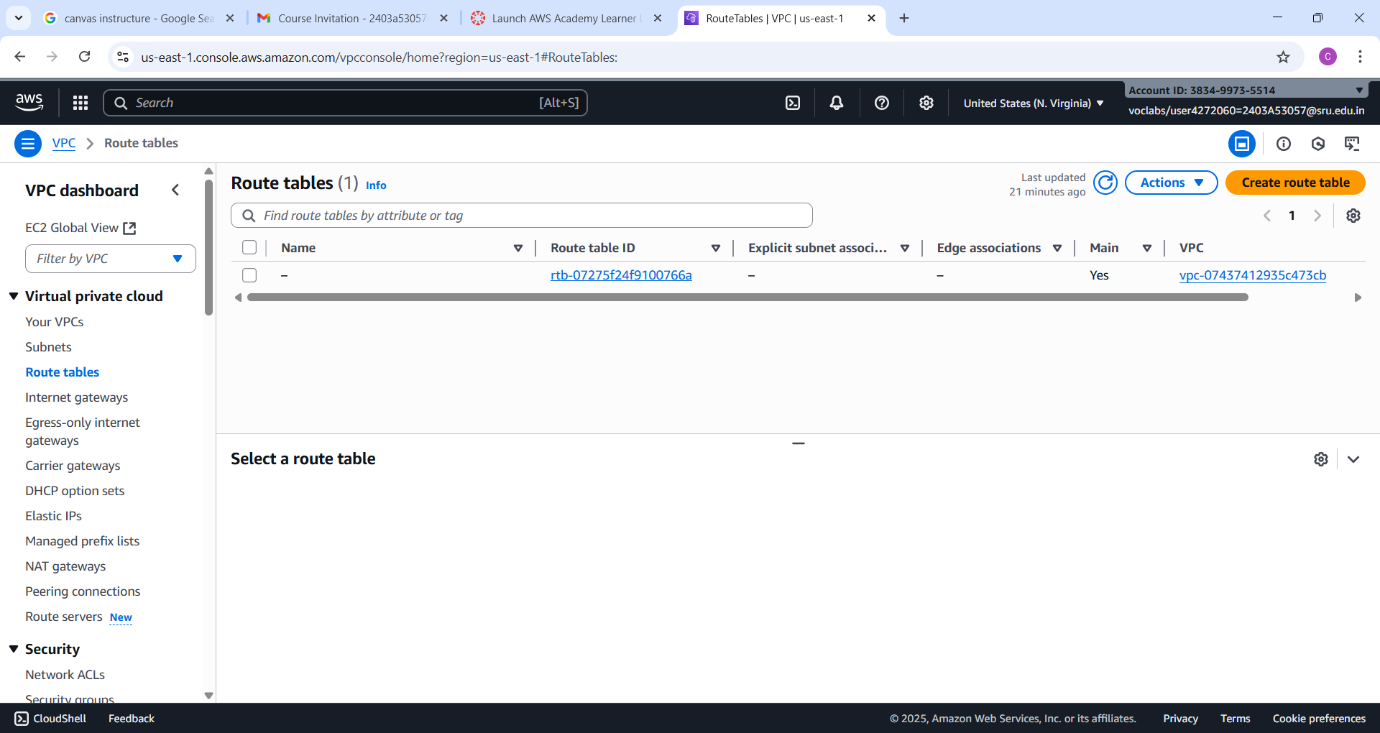 canvas instructure - Google Sea
Course Invitation - 2403a53057
Launch AWS Academy Learner L
RouteTables | VPC | us-east-1
us-east-1.console.aws.amazon.com/vpcconsole/home?region=us-east-1#RouteTables:
C
aws
Search
[Alt+S]
United States (N. Virginia)
Account ID: 3834-9973-5514
voclabs/user4272060=2403A53057@sru.edu.in
VPC
Route tables
VPC dashboard
EC2 Global View
Filter by VPC
Virtual private cloud
Your VPCs
Subnets
Route tables
Internet gateways
Egress-only internet
gateways
Carrier gateways
DHCP option sets
Elastic IPs
Managed prefix lists
NAT gateways
Peering connections
Route servers New
Security
Network ACLs
Security groups
Route tables (1) Info
Last updated
21 minutes ago
Actions
Create route table
Find route tables by attribute or tag
1
Name Route table ID Explicit subnet associ... Edge associations Main VPC
– rtb-07275f24f9100766a – – Yes vpc-07437412935c473cb
Select a route table
CloudShell Feedback © 2025, Amazon Web Services, Inc. or its affiliates. Privacy Terms Cookie preferences